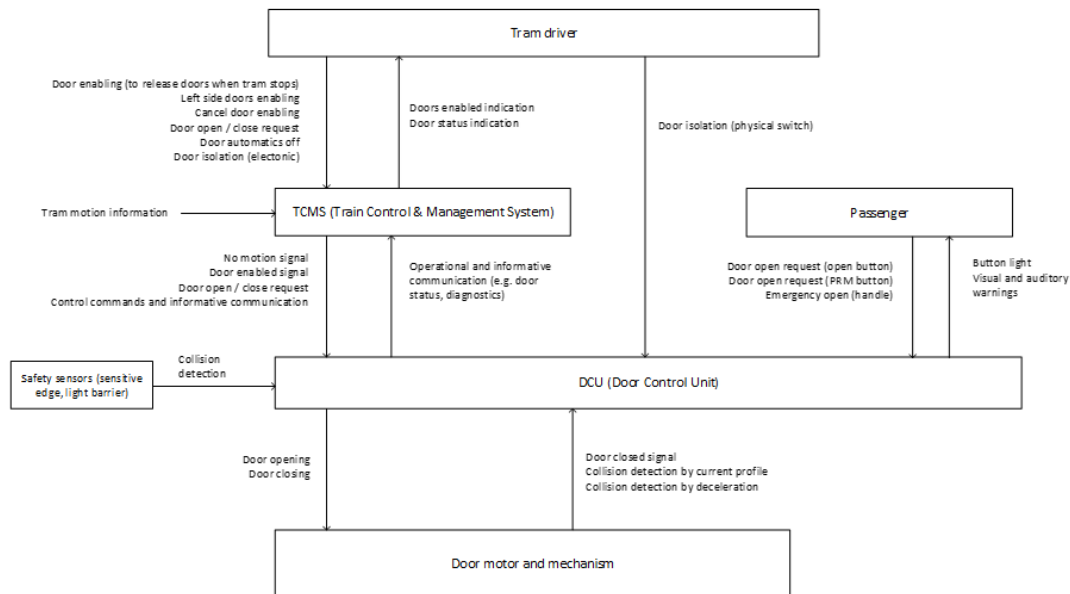 Tram driver
Door enabling (to release doors when tram stops)
Left side doors enabling
Cancel door enabling
Door open / close request
Door automatics off
Door isolation (electonic)
Doors enabled indication
Door status indication
Door isolation (physical switch)
Tram motion information
TCMS (Train Control & Management System)
Passenger
No motion signal
Door enabled signal
Door open / close request
Control commands and informative communication
Operational and informative
communication (e.g. door
status, diagnostics)
Door open request (open button)
Door open request (PRM button)
Emergency open (handle)
Button light
Visual and auditory
warnings
Safety sensors (sensitive
edge, light barrier)
Collision
detection
DCU (Door Control Unit)
Door opening
Door closing
Door closed signal
Collision detection by current profile
Collision detection by deceleration
Door motor and mechanism